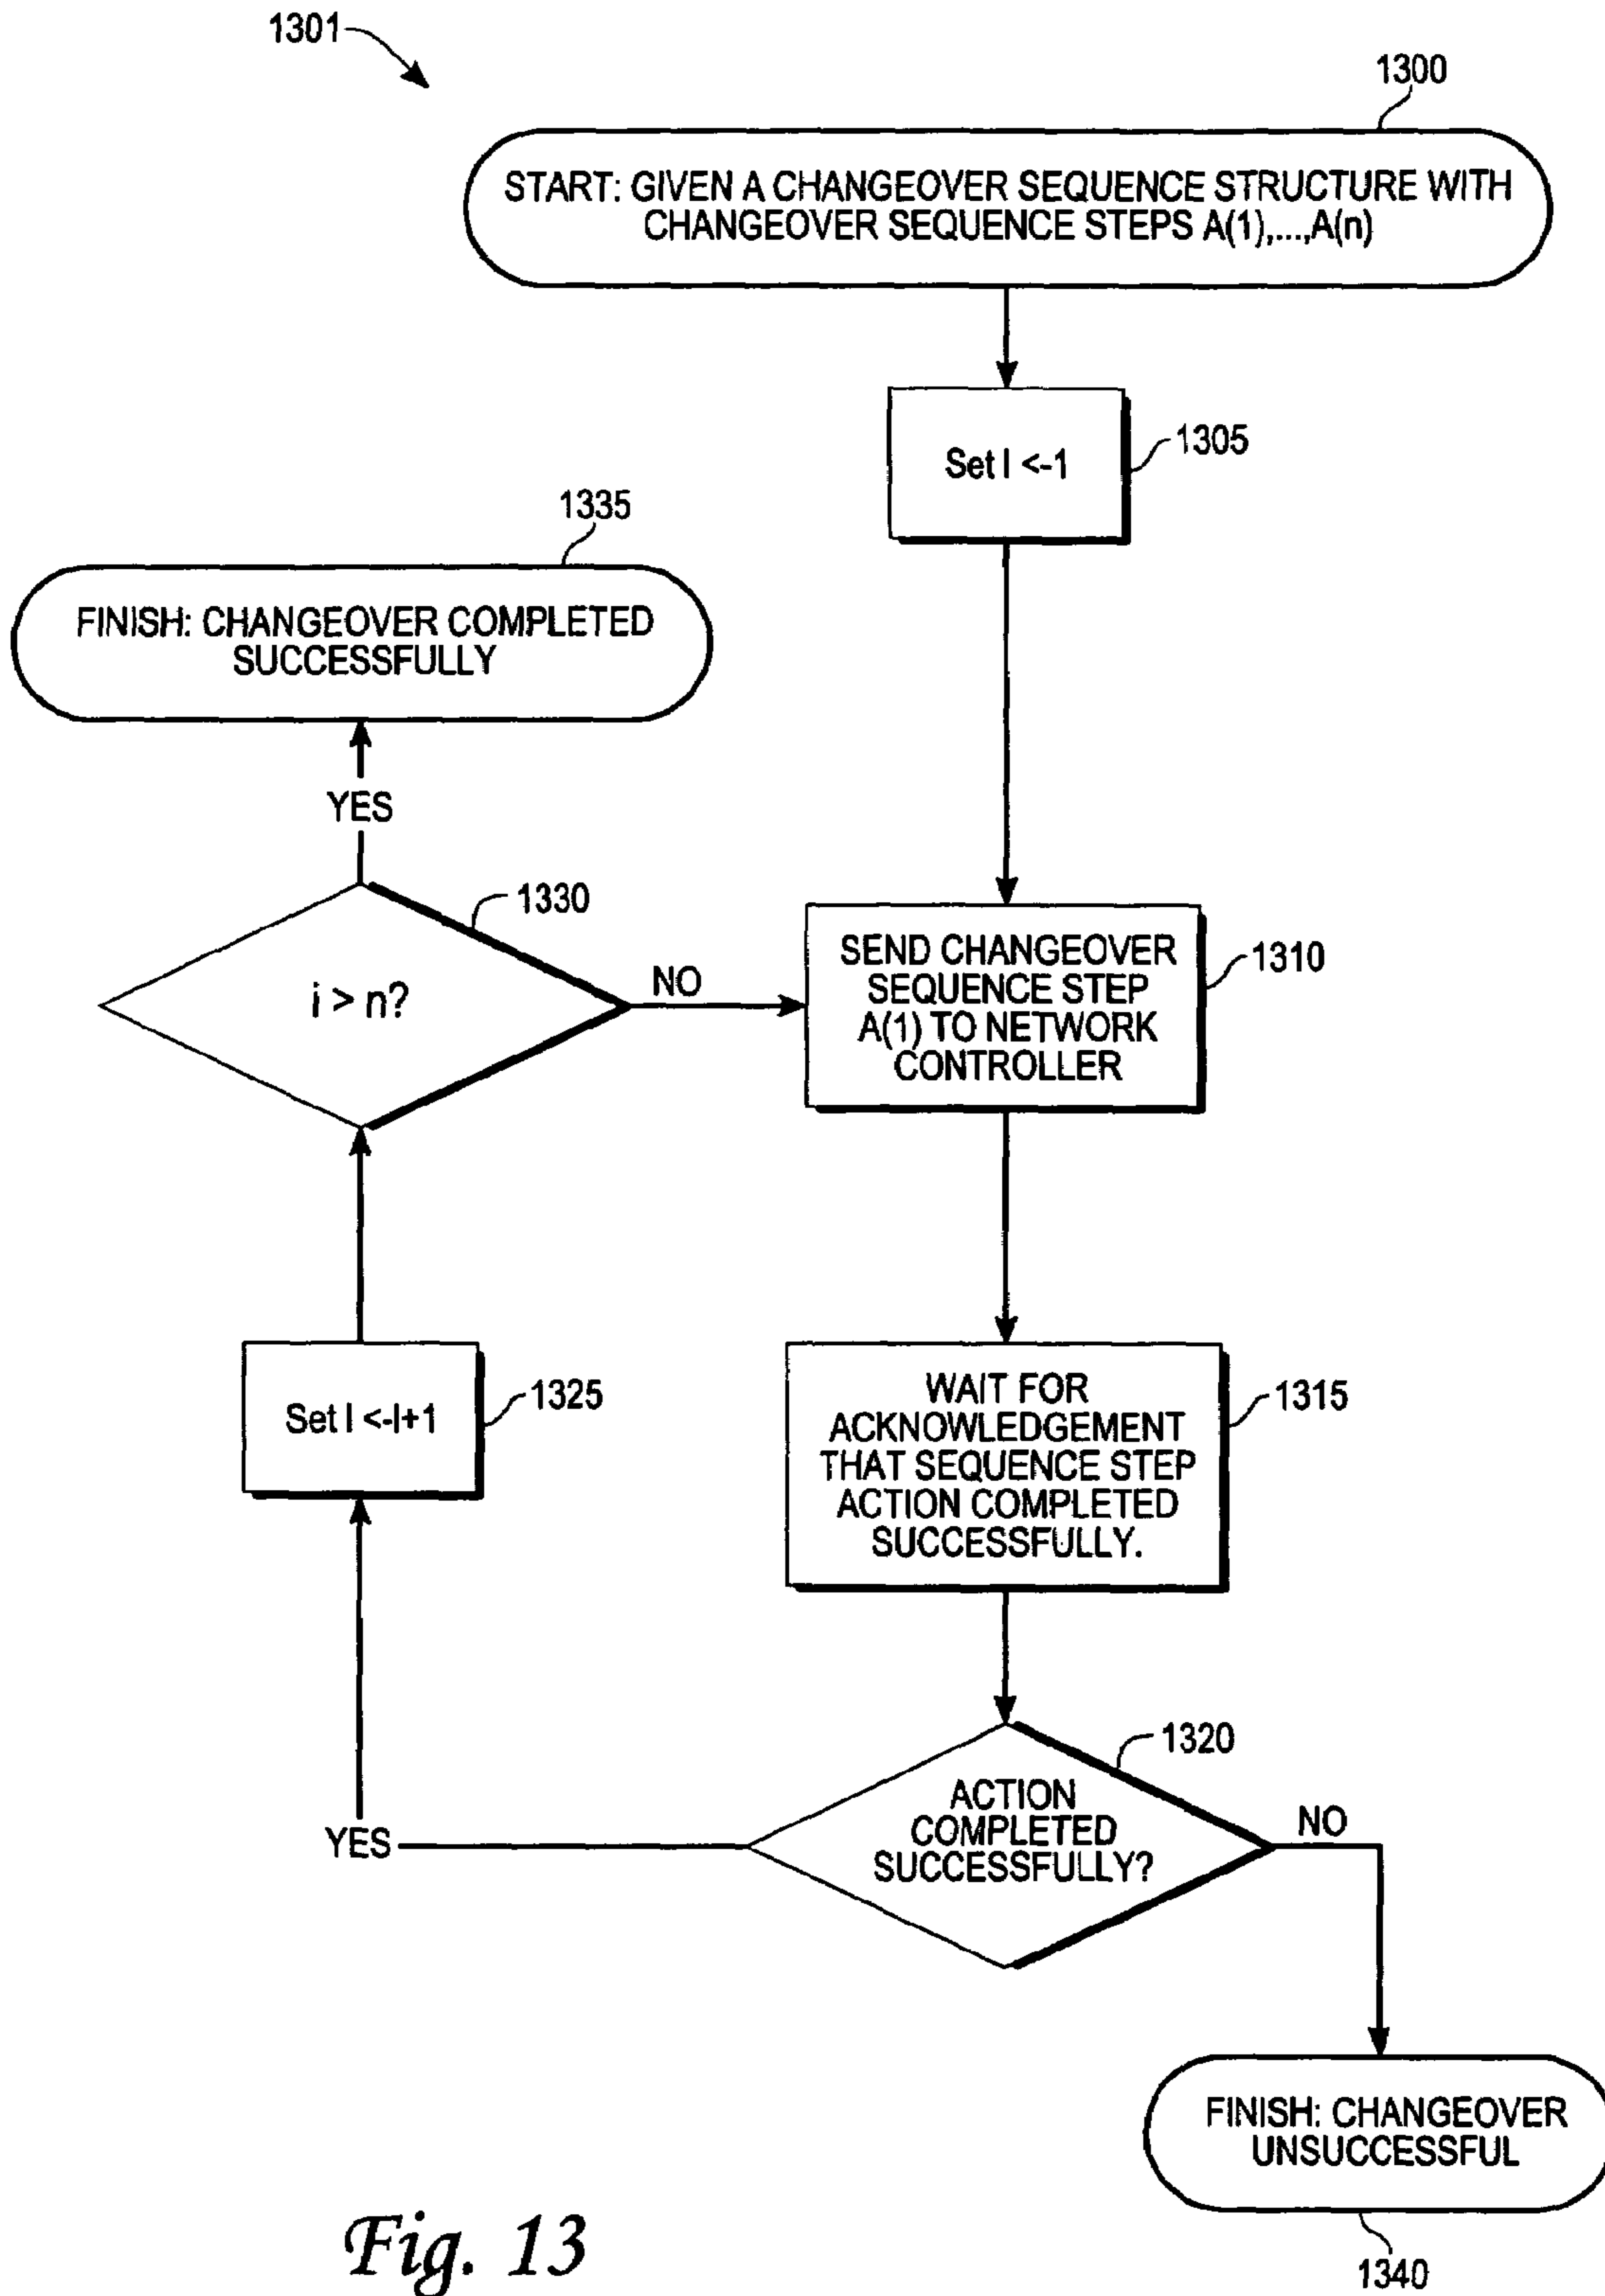 1301
1300
START: GIVEN A CHANGEOVER SEQUENCE STRUCTURE WITH
CHANGEOVER SEQUENCE STEPS A(1),...,A(n)
Set I <-1
1305
1335
FINISH: CHANGEOVER COMPLETED
SUCCESSFULLY
YES
1330
i > n?
NO
SEND CHANGEOVER
SEQUENCE STEP
A(1) TO NETWORK
CONTROLLER
1310
Set I <-I+1
1325
WAIT FOR
ACKNOWLEDGEMENT
THAT SEQUENCE STEP
ACTION COMPLETED
SUCCESSFULLY.
1315
1320
ACTION
COMPLETED
SUCCESSFULLY?
YES
NO
FINISH: CHANGEOVER
UNSUCCESSFUL
1340
Fig. 13